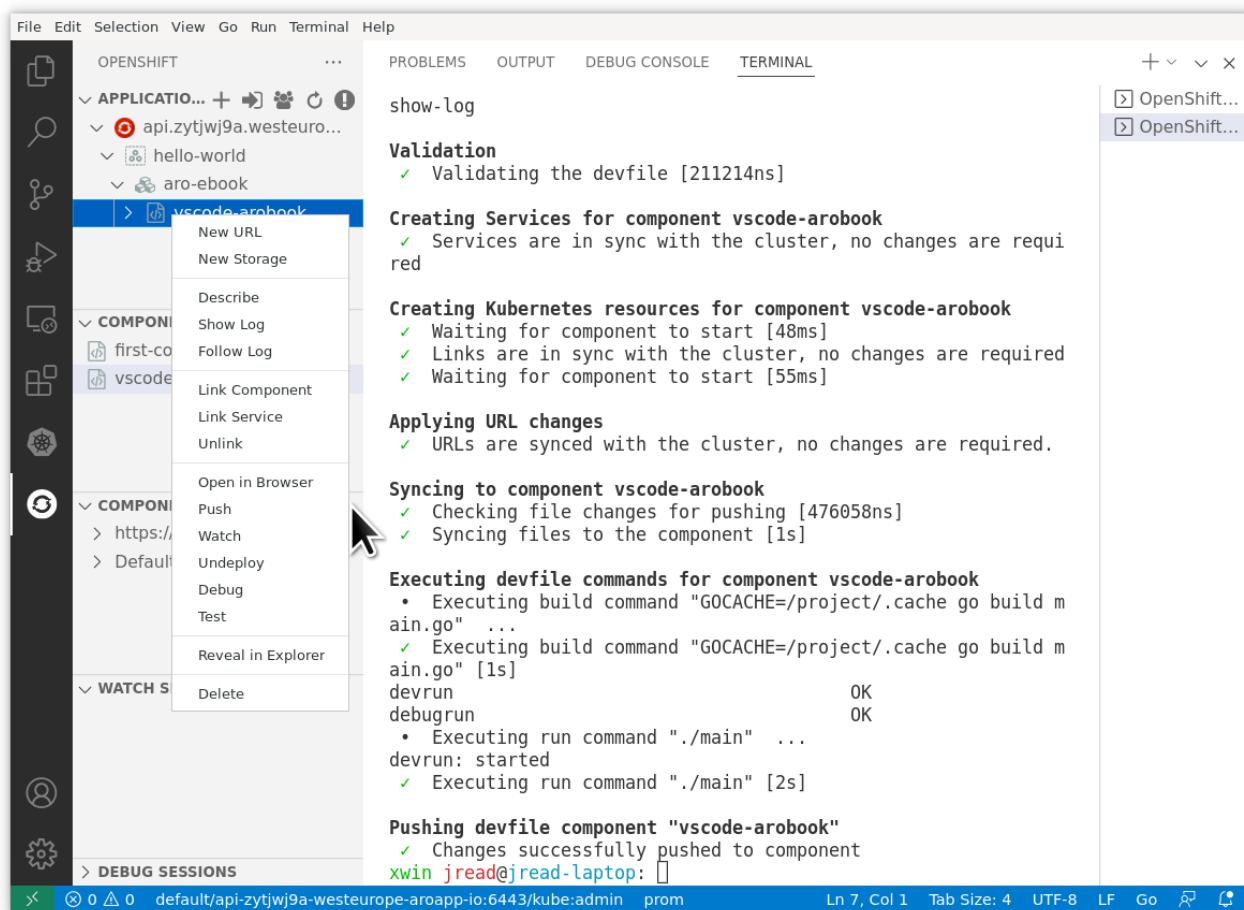 File Edit Selection View Go Run Terminal Help
OPENSHIFT ...
APPLICATIO...
api.zytjwj9a.westeuro...
hello-world
aro-ebook
vscode-arobook
New URL
New Storage
Describe
Show Log
Follow Log
Link Component
Link Service
Unlink
Open in Browser
Push
Watch
Undeploy
Debug
Test
Reveal in Explorer
Delete
COMPON
first-co
vscode
COMPON
https:/
Default
WATCH S
DEBUG SESSIONS
PROBLEMS OUTPUT DEBUG CONSOLE TERMINAL
show-log
Validation
✓ Validating the devfile [211214ns]
Creating Services for component vscode-arobook
✓ Services are in sync with the cluster, no changes are requi
red
Creating Kubernetes resources for component vscode-arobook
✓ Waiting for component to start [48ms]
✓ Links are in sync with the cluster, no changes are required
✓ Waiting for component to start [55ms]
Applying URL changes
✓ URLs are synced with the cluster, no changes are required.
Syncing to component vscode-arobook
✓ Checking file changes for pushing [476058ns]
✓ Syncing files to the component [1s]
Executing devfile commands for component vscode-arobook
• Executing build command "GOCACHE=/project/.cache go build m
ain.go" ...
✓ Executing build command "GOCACHE=/project/.cache go build m
ain.go" [1s]
devrun OK
debugrun OK
• Executing run command "./main" ...
devrun: started
✓ Executing run command "./main" [2s]
Pushing devfile component "vscode-arobook"
✓ Changes successfully pushed to component
xwin jread@jread-laptop:
OpenShift...
OpenShift...
0 0 default/api-zytjwj9a-westeurope-aroapp-io:6443/kube:admin prom Ln 7, Col 1 Tab Size: 4 UTF-8 LF Go